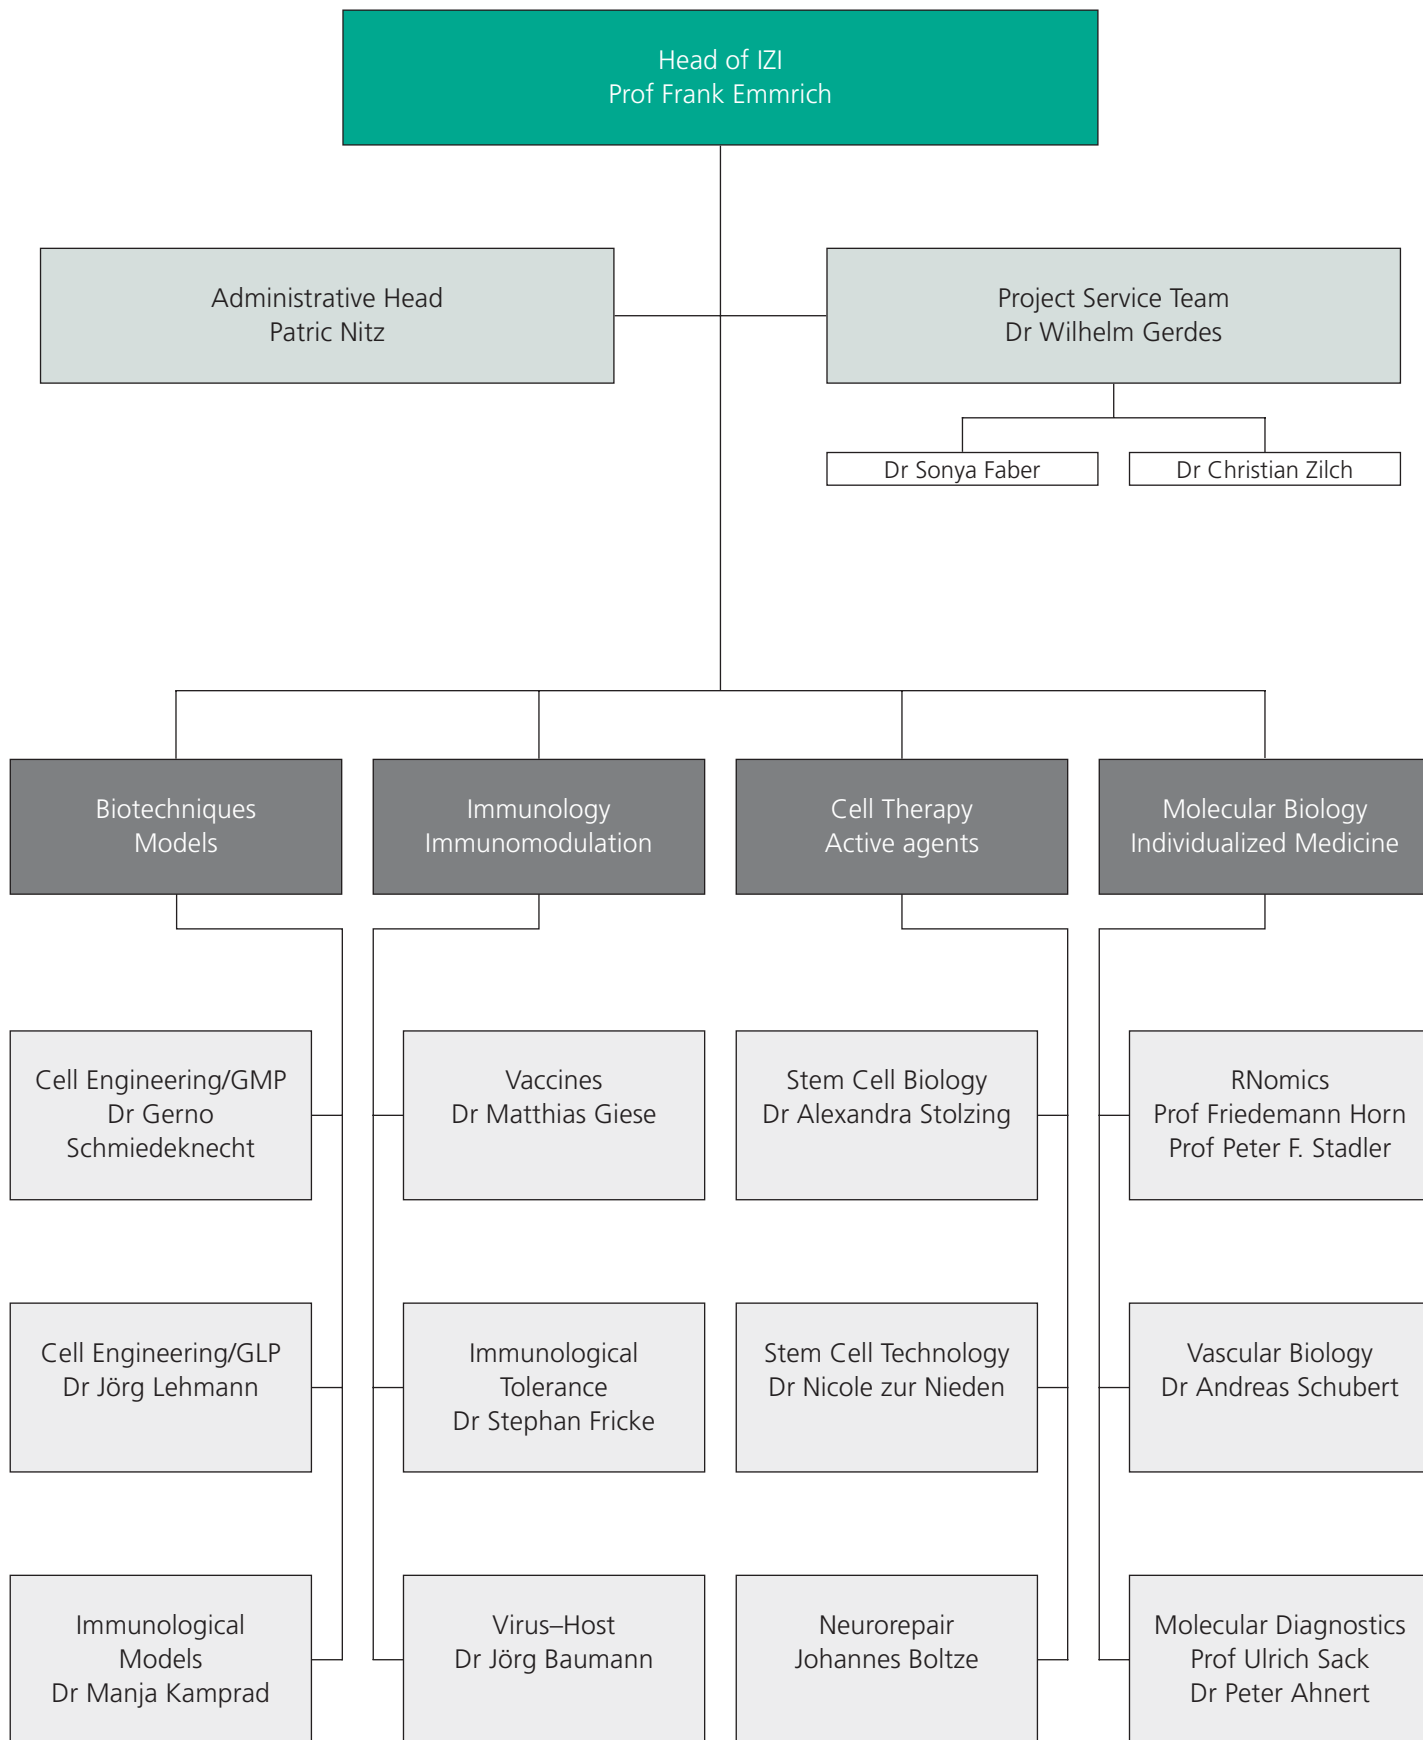 Head of IZI
Prof Frank Emmrich
Administrative Head
Patric Nitz
Project Service Team
Dr Wilhelm Gerdes
Dr Sonya Faber
Dr Christian Zilch
Biotechniques
Models
Immunology
Immunomodulation
Cell Therapy
Active agents
Molecular Biology
Individualized Medicine
Cell Engineering/GMP
Dr Gerno
Schmiedeknecht
Vaccines
Dr Matthias Giese
Stem Cell Biology
Dr Alexandra Stolzing
RNomics
Prof Friedemann Horn
Prof Peter F. Stadler
Cell Engineering/GLP
Dr Jörg Lehmann
Immunological
Tolerance
Dr Stephan Fricke
Stem Cell Technology
Dr Nicole zur Nieden
Vascular Biology
Dr Andreas Schubert
Immunological
Models
Dr Manja Kamprad
Virus–Host
Dr Jörg Baumann
Neurorepair
Johannes Boltze
Molecular Diagnostics
Prof Ulrich Sack
Dr Peter Ahnert